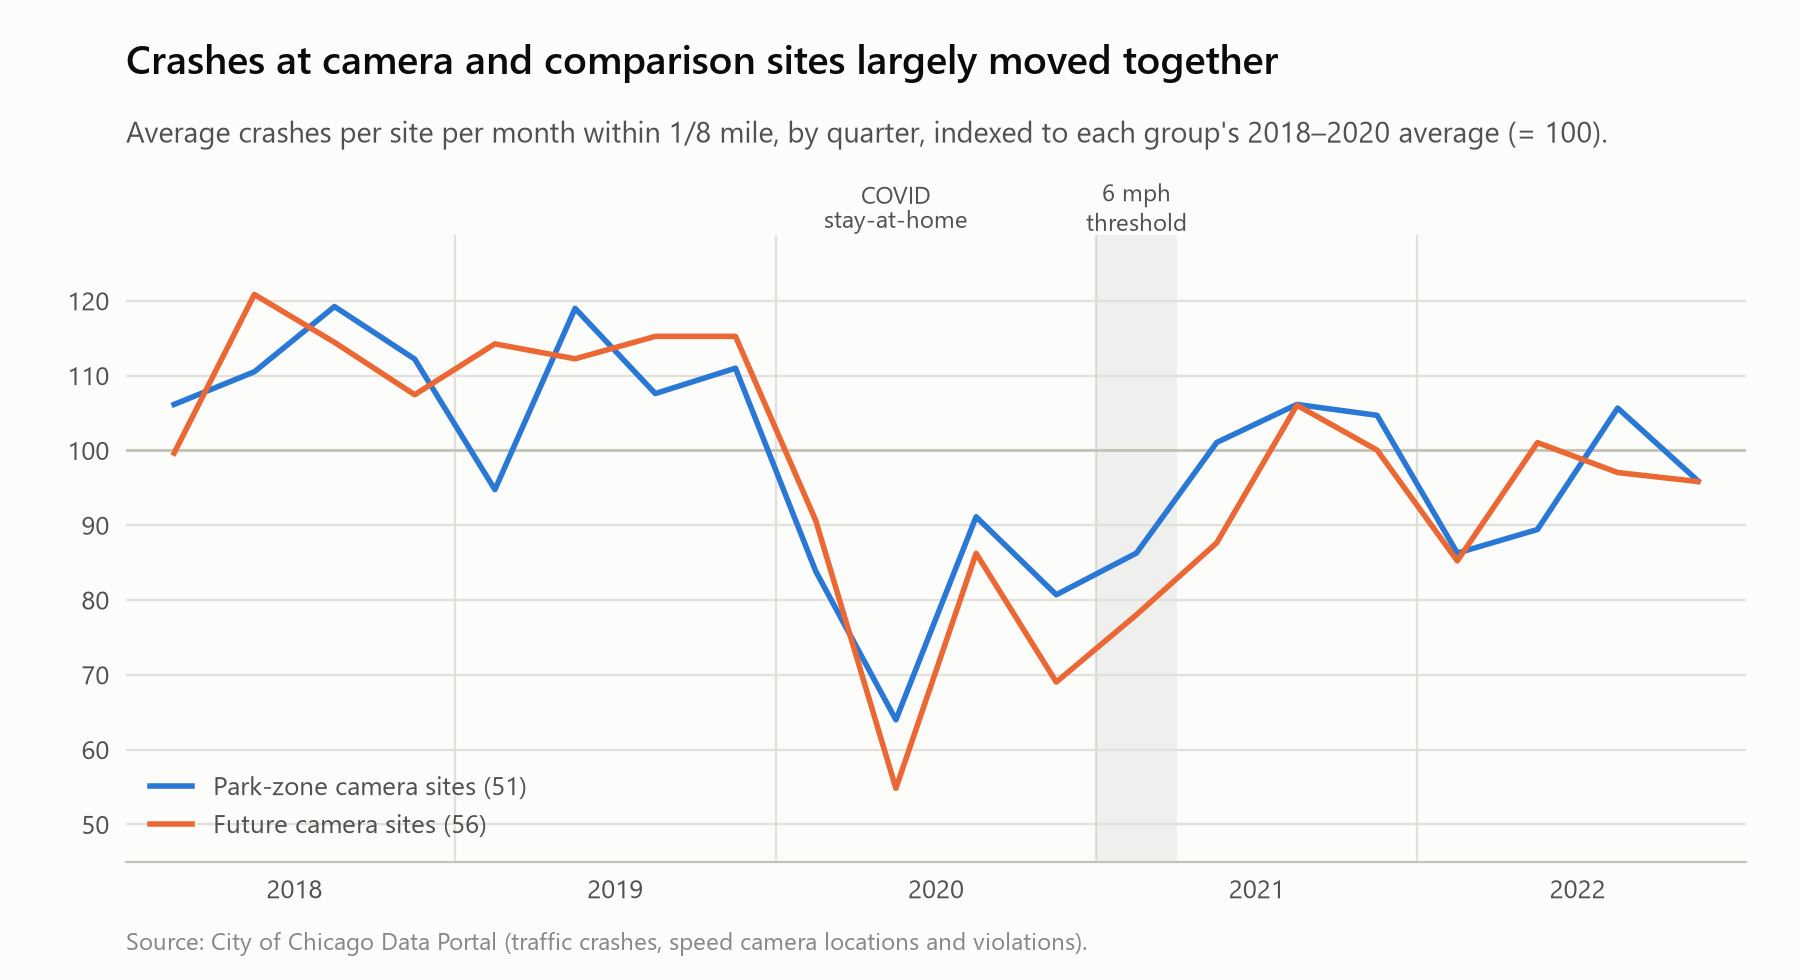 Crashes at camera and comparison sites largely moved together
Average crashes per site per month within 1/8 mile, by quarter, indexed to each group's 2018–2020 average (= 100).
COVID
stay-at-home
6 mph
threshold
120
110
100
90
80
70
60
50
Park-zone camera sites (51)
Future camera sites (56)
2018
2019
2020
2021
2022
Source: City of Chicago Data Portal (traffic crashes, speed camera locations and violations).